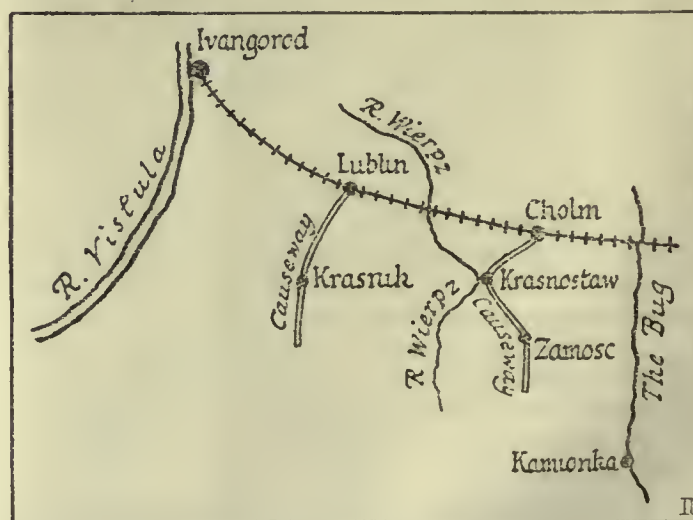 Ivangorod
R. Wierpz
Lublin
R. Vistula
Cholm
Causeway
Krasnik
Krasnostaw
R Wierpz
Causeway
Zamosc
The Bug
Kamionka